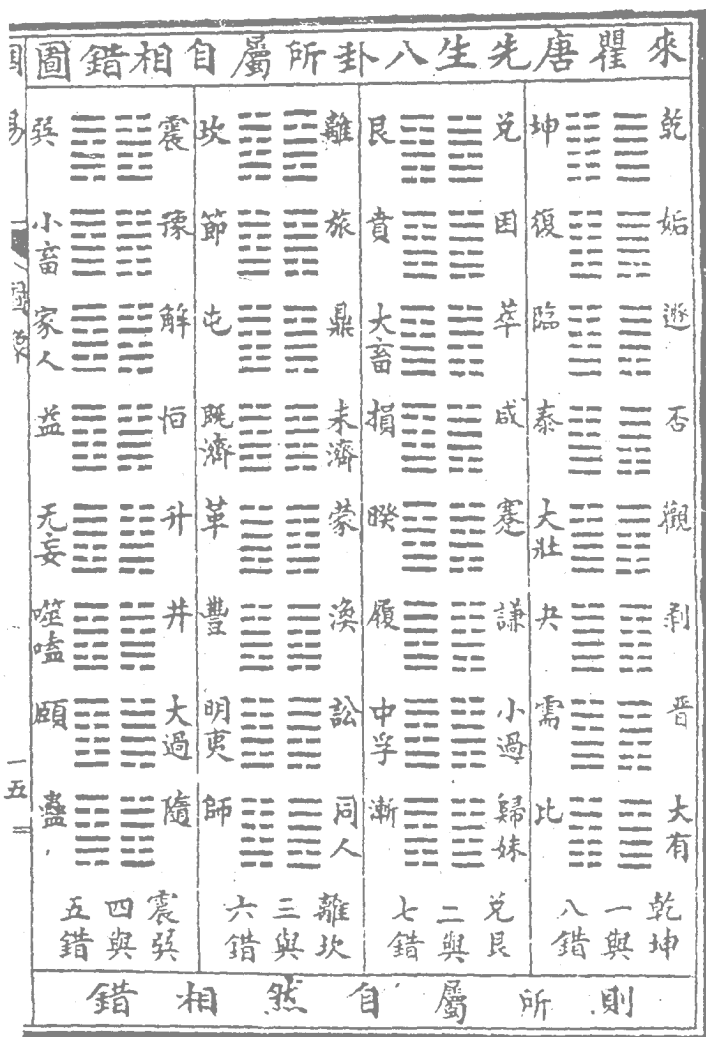 來瞿唐先生八卦所屬自相錯圖
乾 坤
姤 復
遯 臨
否 泰
觀 大壯
剥 夬
晉 需
大有 比
乾坤
一與
八錯
兌 艮
困 賁
萃 大畜
咸 損
蹇 睽
謙 履
小過 中孚
歸妹 漸
兌艮
二與
七錯
離 坎
旅 節
鼎 屯
未濟 既濟
蒙 革
渙 豐
訟 明夷
同人 師
離坎
三與
六錯
震 巽
豫 小畜
解 家人
恒 益
升 无妄
井 噬嗑
大過 頤
隨 蠱
震巽
四與
五錯
則所屬自然相錯
一五